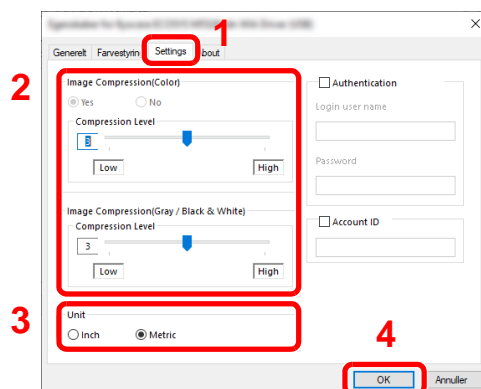 1
Generelt Farvestyrin Settings bout
2
Image Compression(Color)
Yes No
Compression Level
3
Low High
Image Compression(Gray / Black & White)
Compression Level
3
Low High
Authentication
Login user name
Password
Account ID
3
Unit
Inch Metric
4
OK Annuller